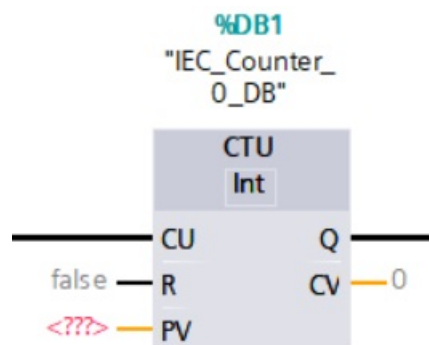 %DB1
"IEC_Counter_
0_DB"
CTU
Int
CU Q
false R CV 0
<???> PV